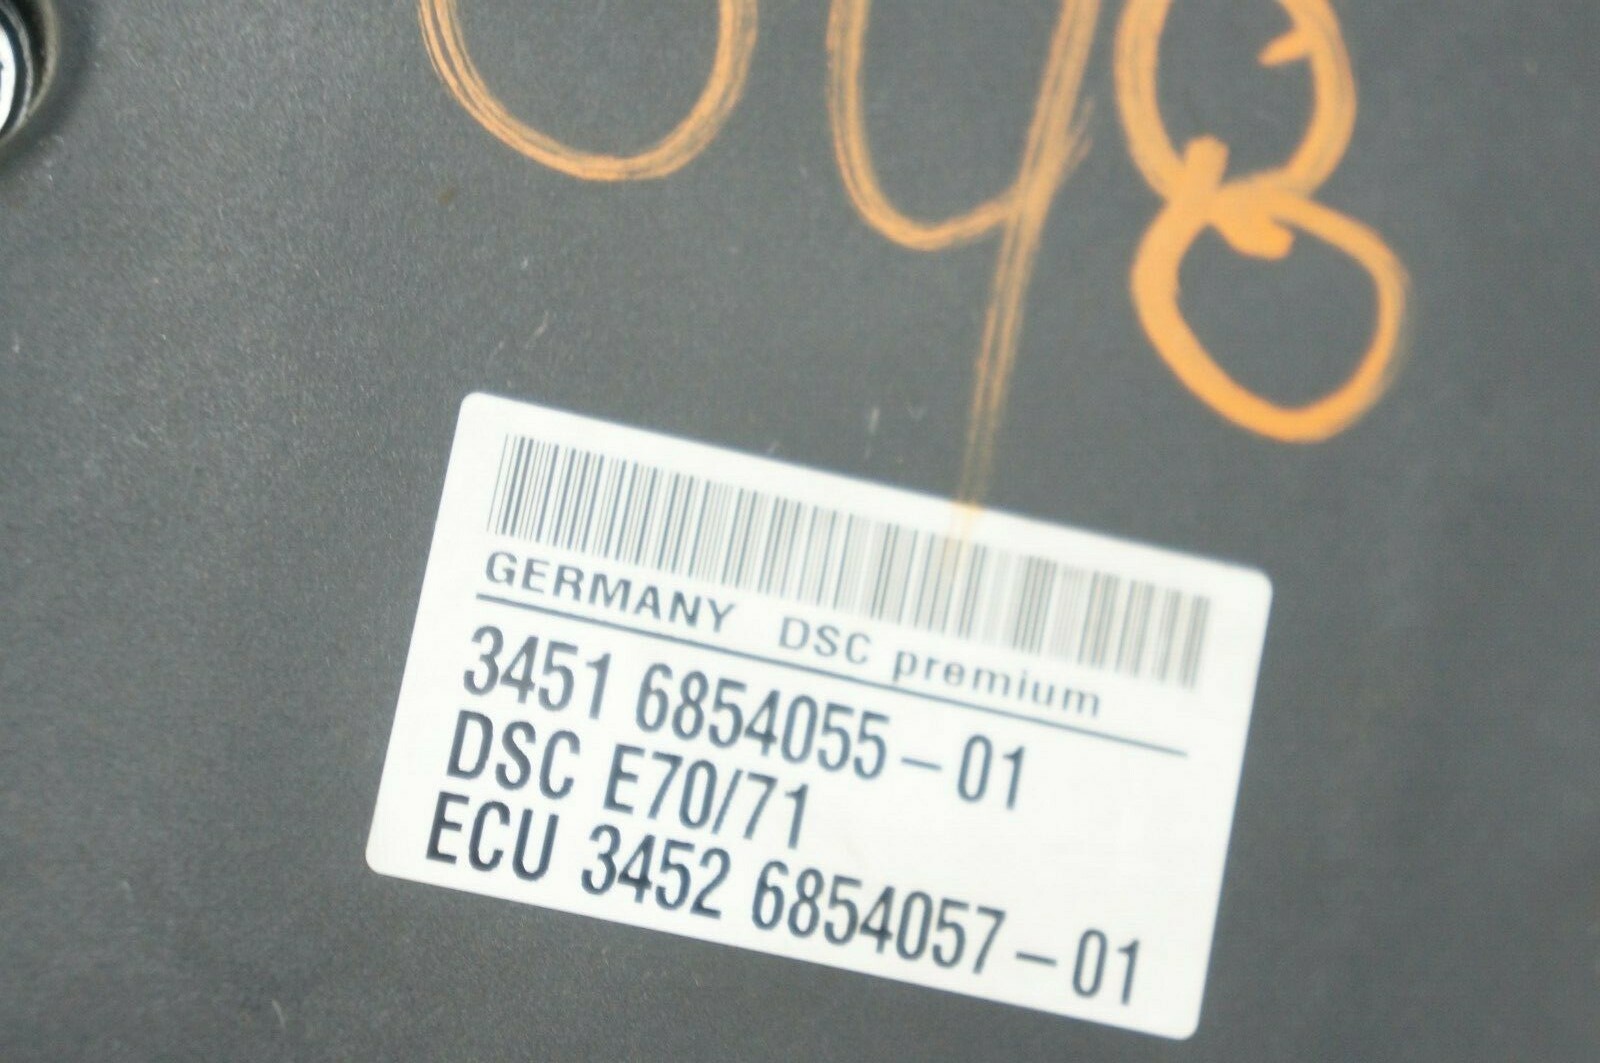 GERMANY DSC premium
3451 6854055-01
DSC E70/71
ECU 3452 6854057-01